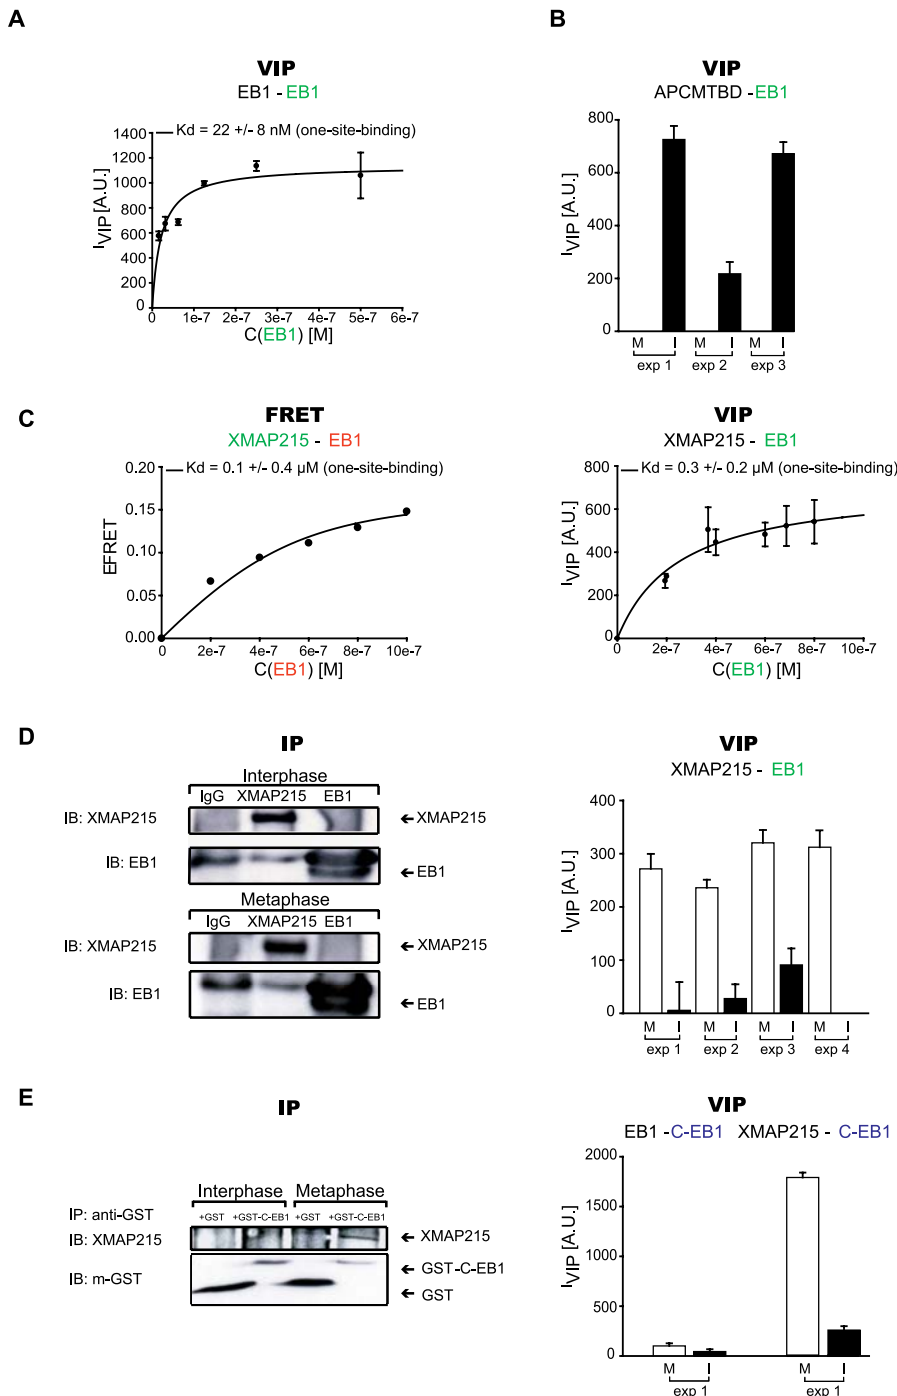 A
VIP
EB1 - EB1
Kd = 22 +/- 8 nM (one-site-binding)
IVIP [A.U.]
1400
1200
1000
800
600
400
200
0
0 1e-7 2e-7 3e-7 4e-7 5e-7 6e-7
C(EB1) [M]
B
VIP
APCMTBD - EB1
IVIP [A.U.]
800
600
400
200
0
M I M I M I
exp 1 exp 2 exp 3
C
FRET
XMAP215 - EB1
Kd = 0.1 +/- 0.4 µM (one-site-binding)
EFRET
0.20
0.15
0.10
0.05
0.00
0 2e-7 4e-7 6e-7 8e-7 10e-7
C(EB1) [M]
VIP
XMAP215 - EB1
Kd = 0.3 +/- 0.2 µM (one-site-binding)
IVIP [A.U.]
800
600
400
200
0
0 2e-7 4e-7 6e-7 8e-7 10e-7
C(EB1) [M]
D
IP
Interphase
IgG XMAP215 EB1
IB: XMAP215 ← XMAP215
IB: EB1 ← EB1
Metaphase
IgG XMAP215 EB1
IB: XMAP215 ← XMAP215
IB: EB1 ← EB1
VIP
XMAP215 - EB1
IVIP [A.U.]
400
300
200
100
0
M I M I M I M I
exp 1 exp 2 exp 3 exp 4
E
IP
Interphase Metaphase
IP: anti-GST +GST +GST-C-EB1 +GST +GST-C-EB1
IB: XMAP215 ← XMAP215
IB: m-GST ← GST-C-EB1
← GST
VIP
EB1 - C-EB1 XMAP215 - C-EB1
IVIP [A.U.]
2000
1500
1000
500
0
M I M I
exp 1 exp 1